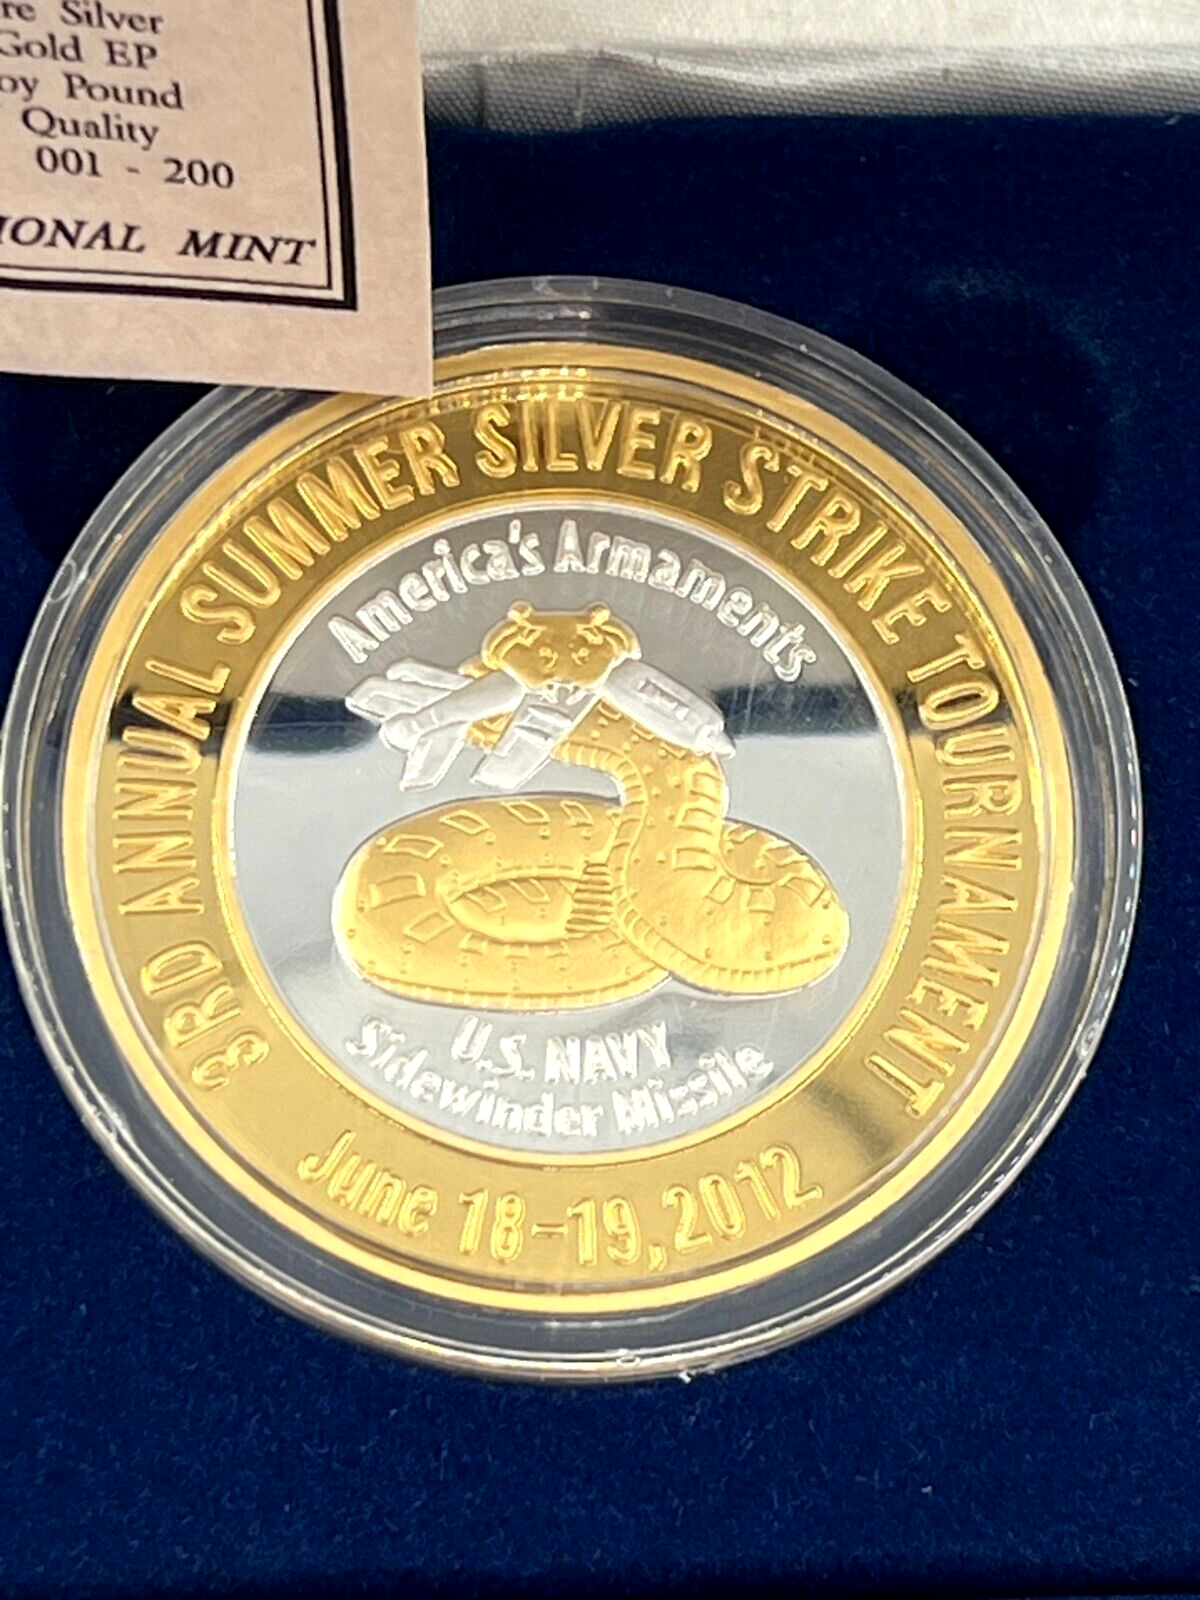 re Silver
Gold EP
oy Pound
Quality
001 - 200
IONAL MINT
3RD ANNUAL SUMMER SILVER STRIKE TOURNAMENT
America's Armaments
U.S. NAVY
Sidewinder Missile
June 18-19, 2012